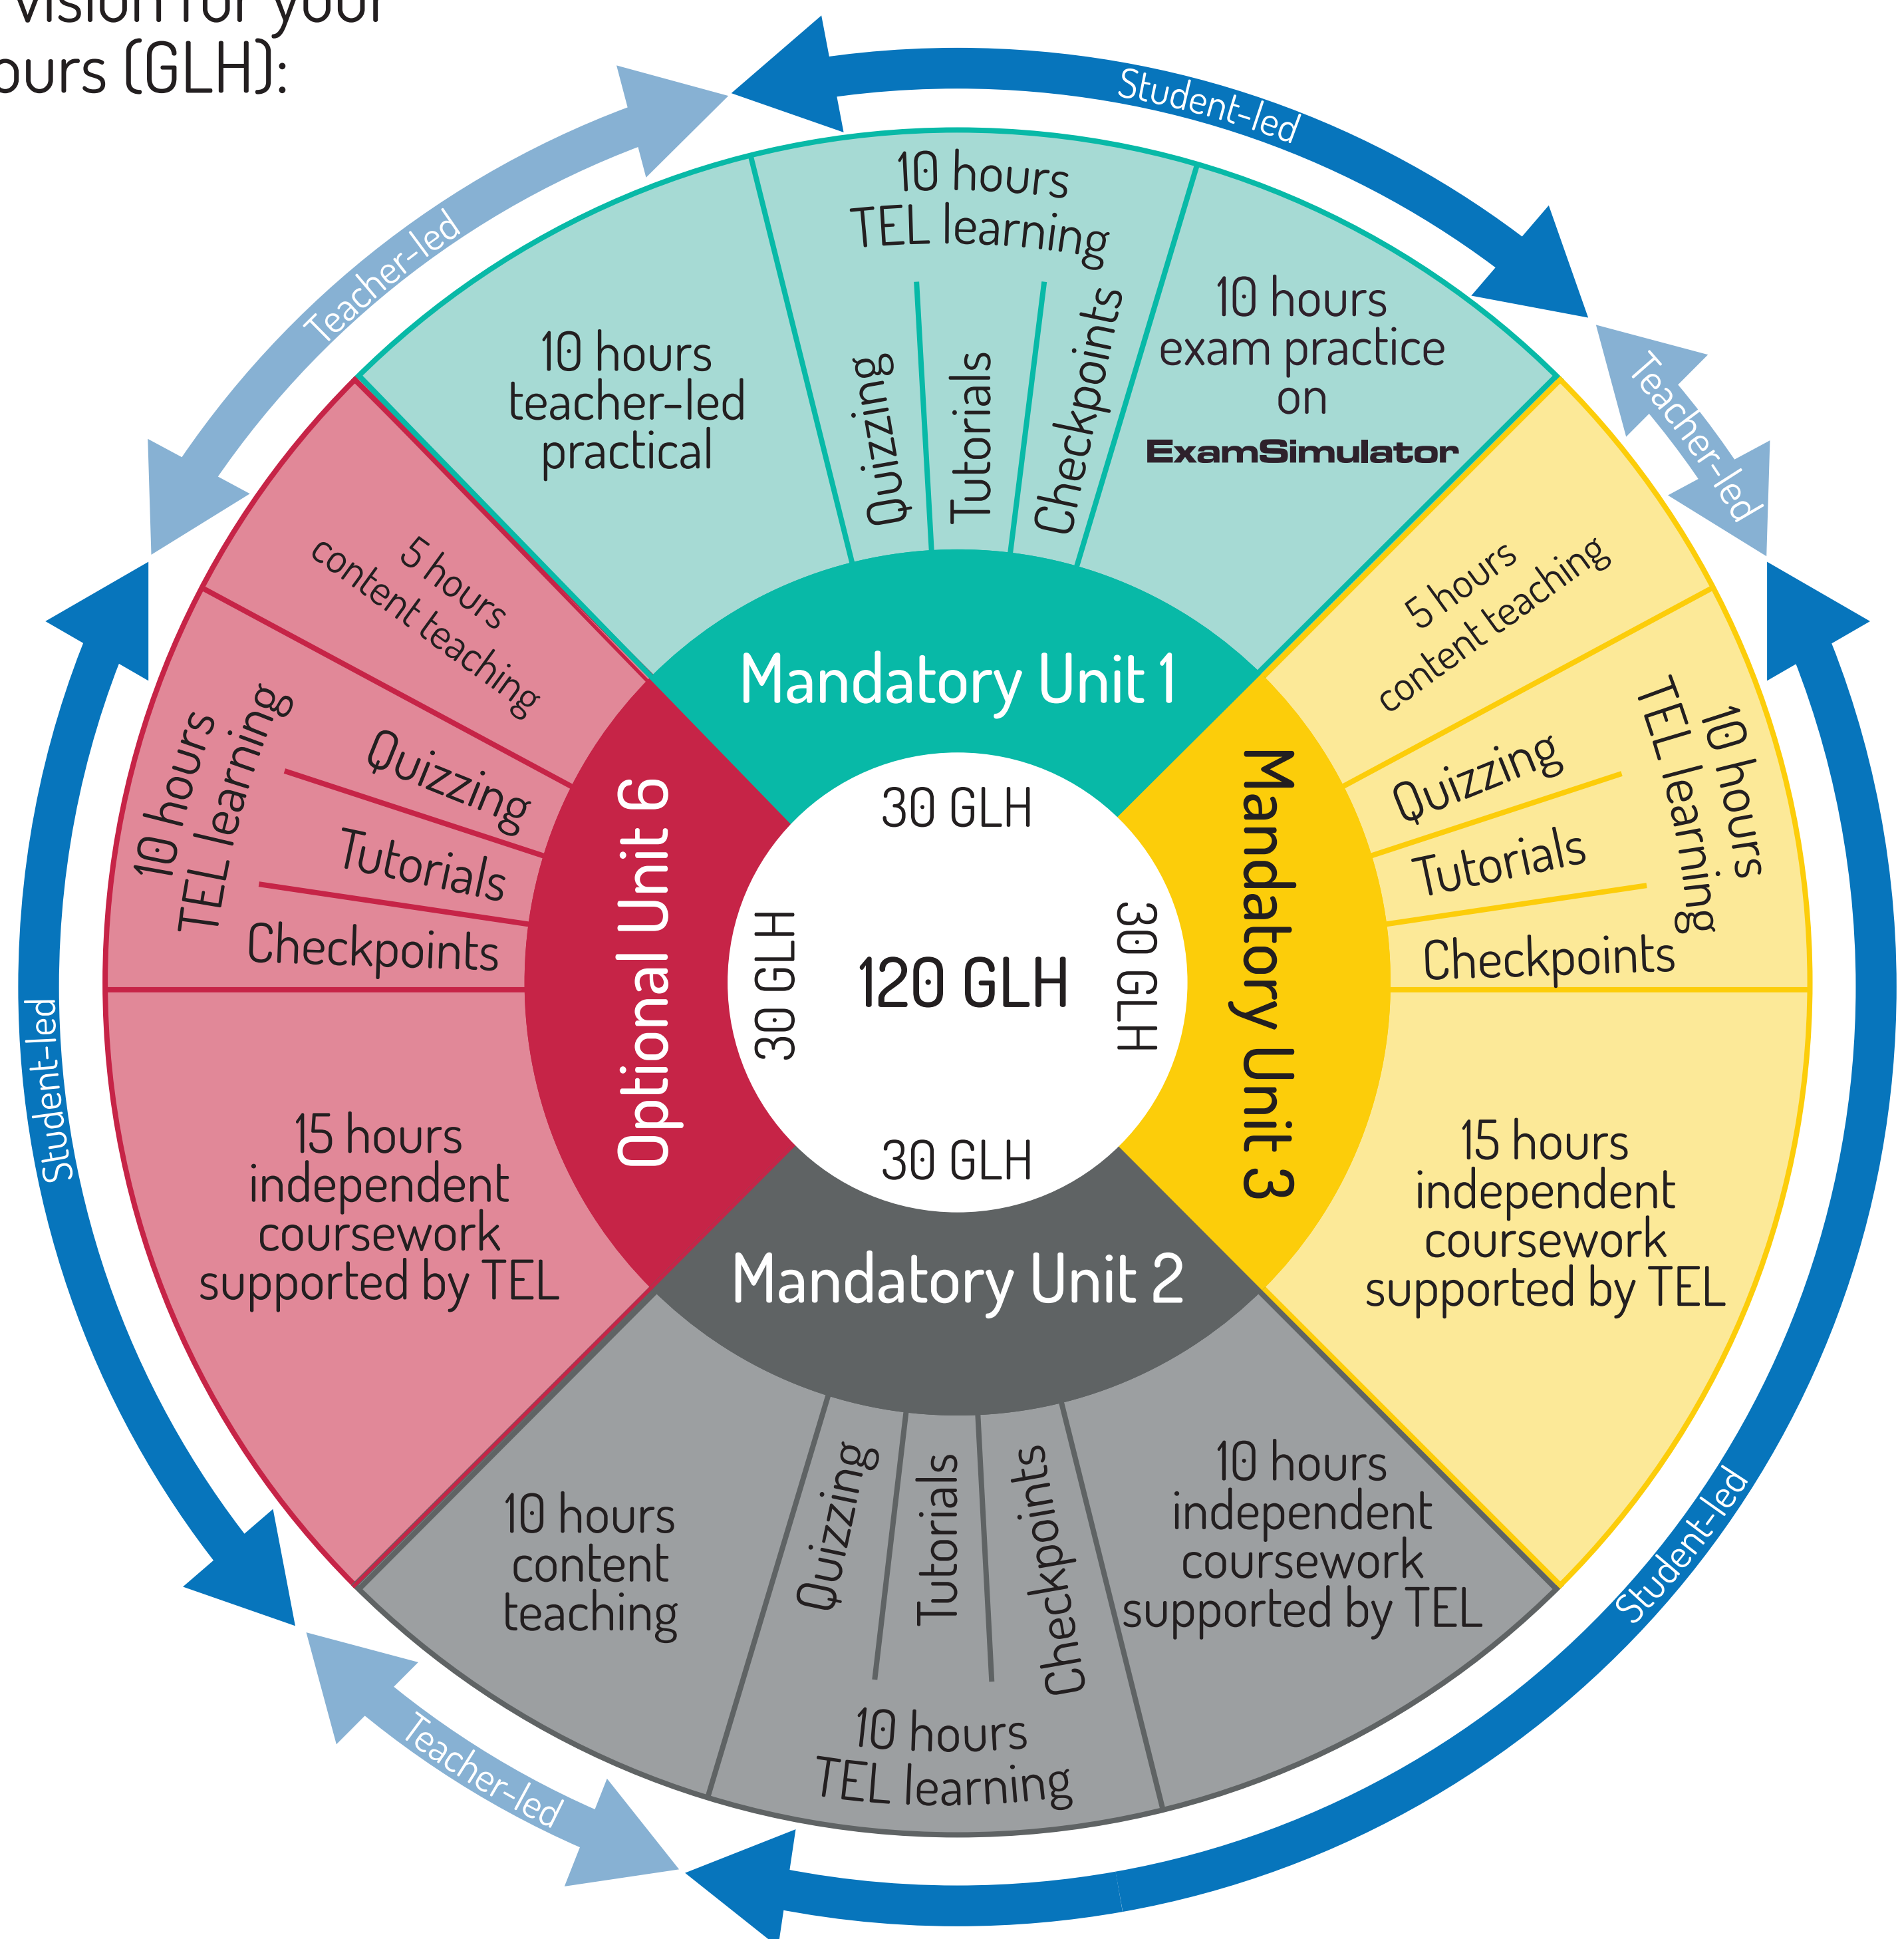 vision for your
ours (GLH):
Student-led
Teacher-led
Teacher-led
10 hours
teacher-led
practical
10 hours
TEL learning
Quizzing
Tutorials
Checkpoints
10 hours
exam practice
on
ExamSimulator
Mandatory Unit 1
30 GLH
5 hours
content teaching
10 hours
TEL learning
Quizzing
Tutorials
Checkpoints
15 hours
independent
coursework
supported by TEL
Mandatory Unit 3
30 GLH
120 GLH
30 GLH
Optional Unit 6
5 hours
content teaching
10 hours
TEL learning
Quizzing
Tutorials
Checkpoints
15 hours
independent
coursework
supported by TEL
Student-led
30 GLH
Mandatory Unit 2
10 hours
content
teaching
Quizzing
Tutorials
Checkpoints
10 hours
TEL learning
10 hours
independent
coursework
supported by TEL
Student-led
Teacher-led